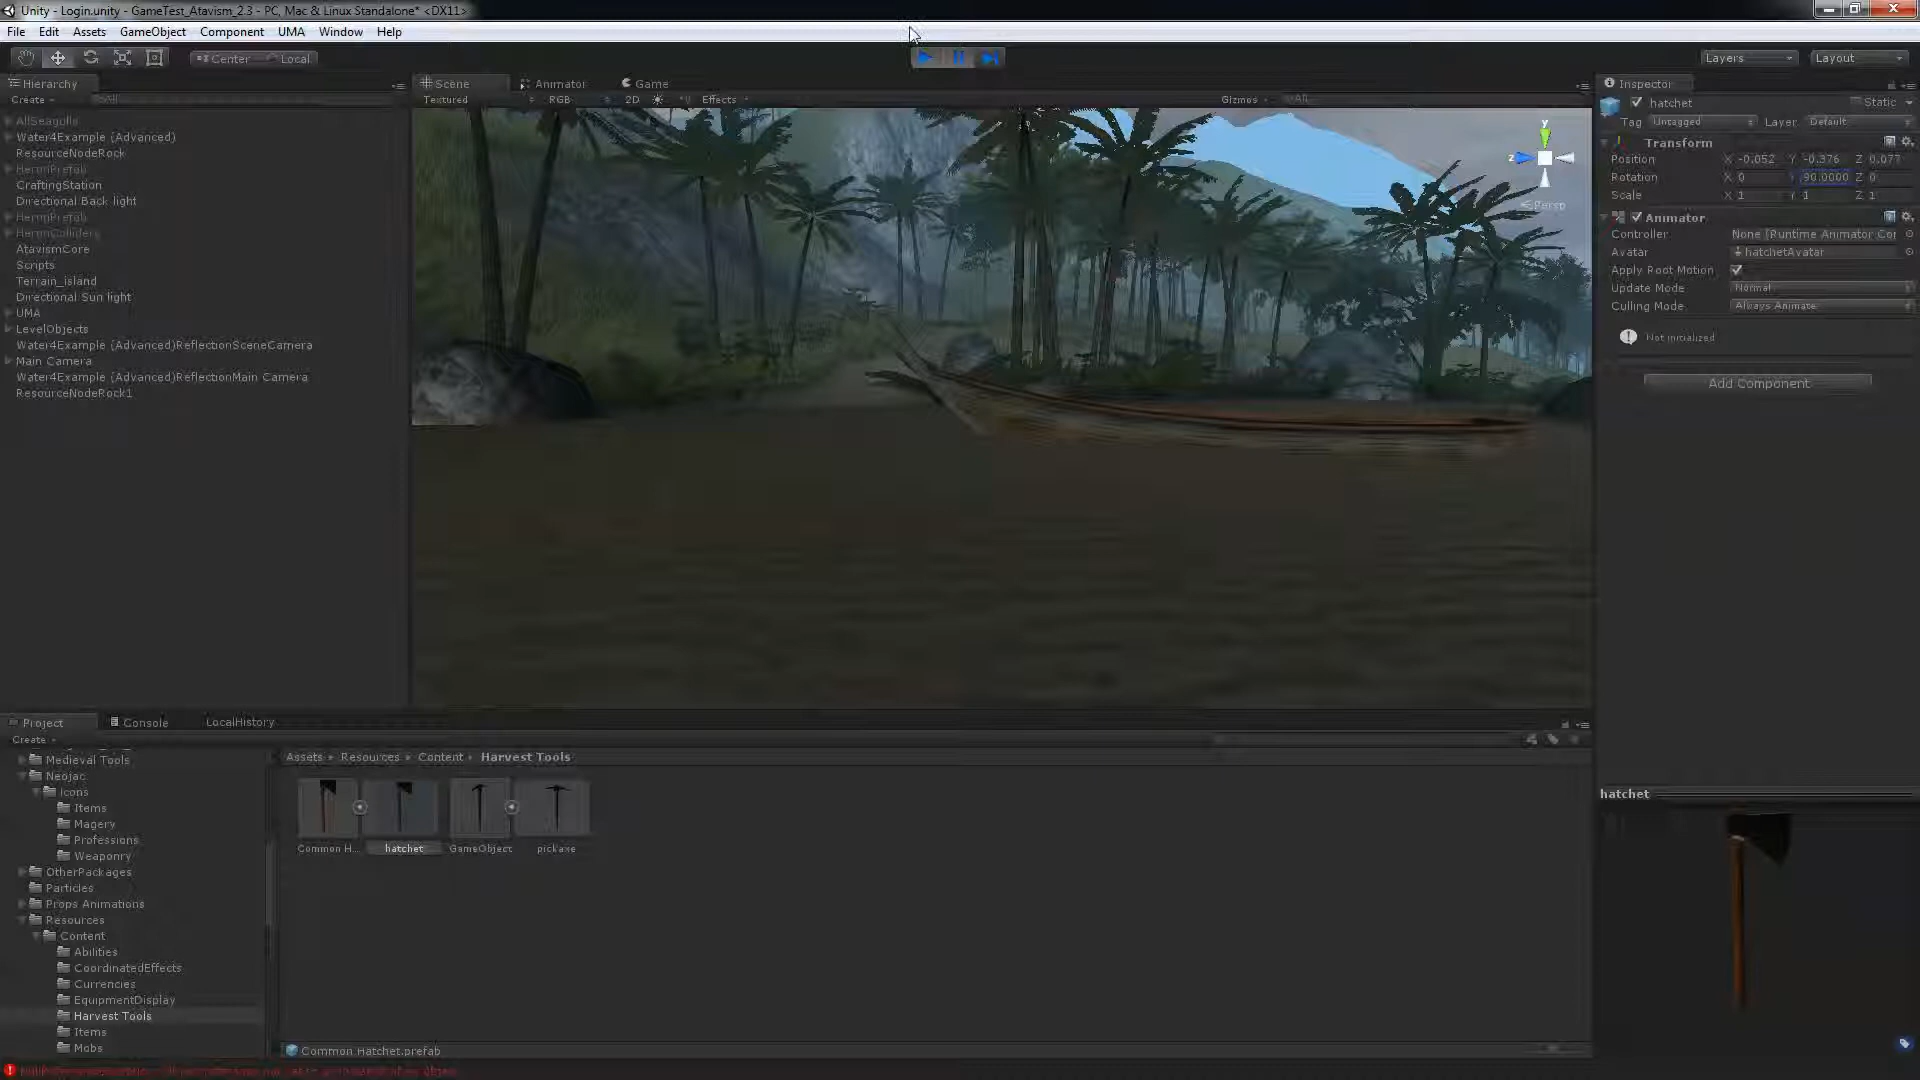 Unity - Login.unity - GameTest_Atavism_2.3 - PC, Mac & Linux Standalone* <DX11>
File Edit Assets GameObject Component UMA Window Help
Center Local
Layers
Layout
Hierarchy
Create
All
AllSeagulls
Water4Example (Advanced)
ResourceNodeRock
HermPrefab
CraftingStation
Directional Back light
HermPrefab
HermColliders
AtavismCore
Scripts
Terrain_island
Directional Sun light
UMA
LevelObjects
Water4Example (Advanced)ReflectionSceneCamera
Main Camera
Water4Example (Advanced)ReflectionMain Camera
ResourceNodeRock1
Scene Animator Game
Textured RGB 2D Effects Gizmos All
y
z
Persp
Inspector
hatchet Static
Tag Untagged Layer Default
Transform
Position X -0.052 Y -0.376 Z 0.077
Rotation X 0 Y 90.0000 Z 0
Scale X 1 Y 1 Z 1
Animator
Controller None (Runtime Animator Cor
Avatar hatchetAvatar
Apply Root Motion
Update Mode Normal
Culling Mode Always Animate
Not initialized
Add Component
Project Console LocalHistory
Create
Medieval Tools
Neojac
Icons
Items
Magery
Professions
Weaponry
OtherPackages
Particles
Props Animations
Resources
Content
Abilities
CoordinatedEffects
Currencies
EquipmentDisplay
Harvest Tools
Items
Mobs
Assets Resources Content Harvest Tools
Common H... hatchet GameObject pickaxe
Common Hatchet.prefab
hatchet